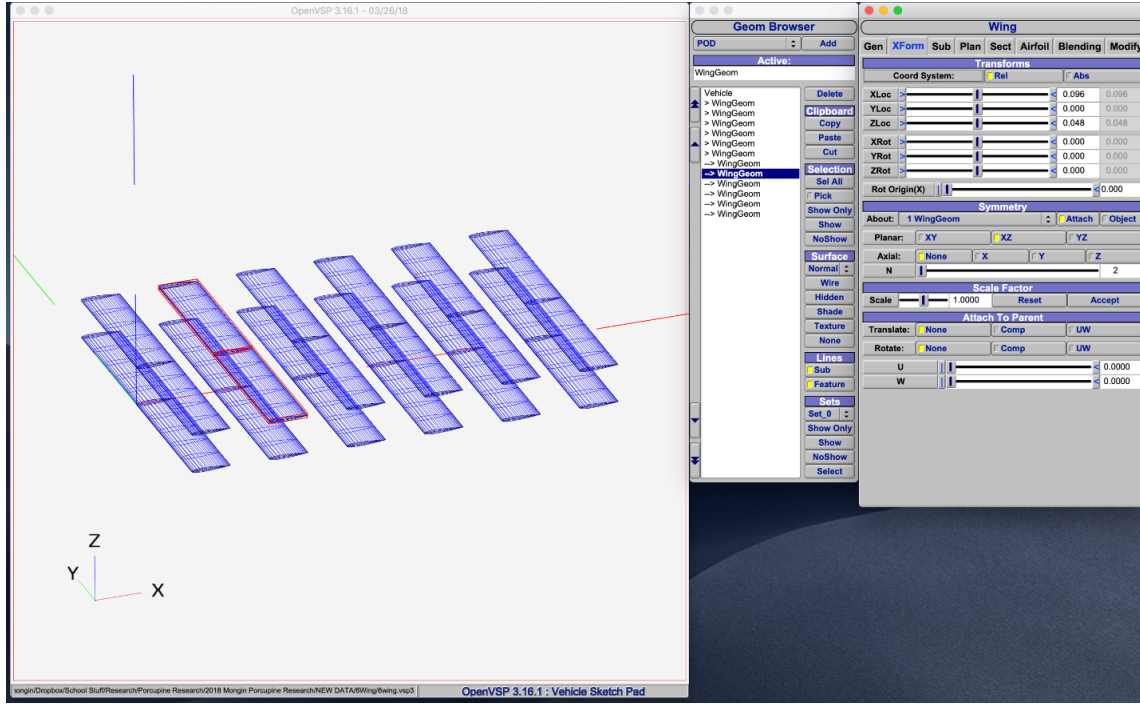 OpenVSP 3.16.1 - 03/26/18
Z
Y
X
ongin/Dropbox/School Stuff/Research/Porcupine Research/2018 Mongin Porcupine Research/NEW DATA/6Wing/6wing.vsp3
OpenVSP 3.16.1 : Vehicle Sketch Pad
Geom Browser
POD Add
Active:
WingGeom
Vehicle
> WingGeom
> WingGeom
> WingGeom
> WingGeom
> WingGeom
> WingGeom
--> WingGeom
--> WingGeom
--> WingGeom
--> WingGeom
--> WingGeom
--> WingGeom
Delete
Clipboard
Copy
Paste
Cut
Selection
Sel All
Pick
Show Only
Show
NoShow
Surface
Normal
Wire
Hidden
Shade
Texture
None
Lines
Sub
Feature
Sets
Set_0
Show Only
Show
NoShow
Select
Wing
Gen XForm Sub Plan Sect Airfoil Blending Modify
Transforms
Coord System: Rel Abs
XLoc > < 0.096 0.096
YLoc > < 0.000 0.000
ZLoc > < 0.048 0.048
XRot > < 0.000 0.000
YRot > < 0.000 0.000
ZRot > < 0.000 0.000
Rot Origin(X) < 0.000
Symmetry
About: 1 WingGeom Attach Object
Planar: XY XZ YZ
Axial: None X Y Z
N 2
Scale Factor
Scale 1.0000 Reset Accept
Attach To Parent
Translate: None Comp UW
Rotate: None Comp UW
U < 0.0000
W < 0.0000